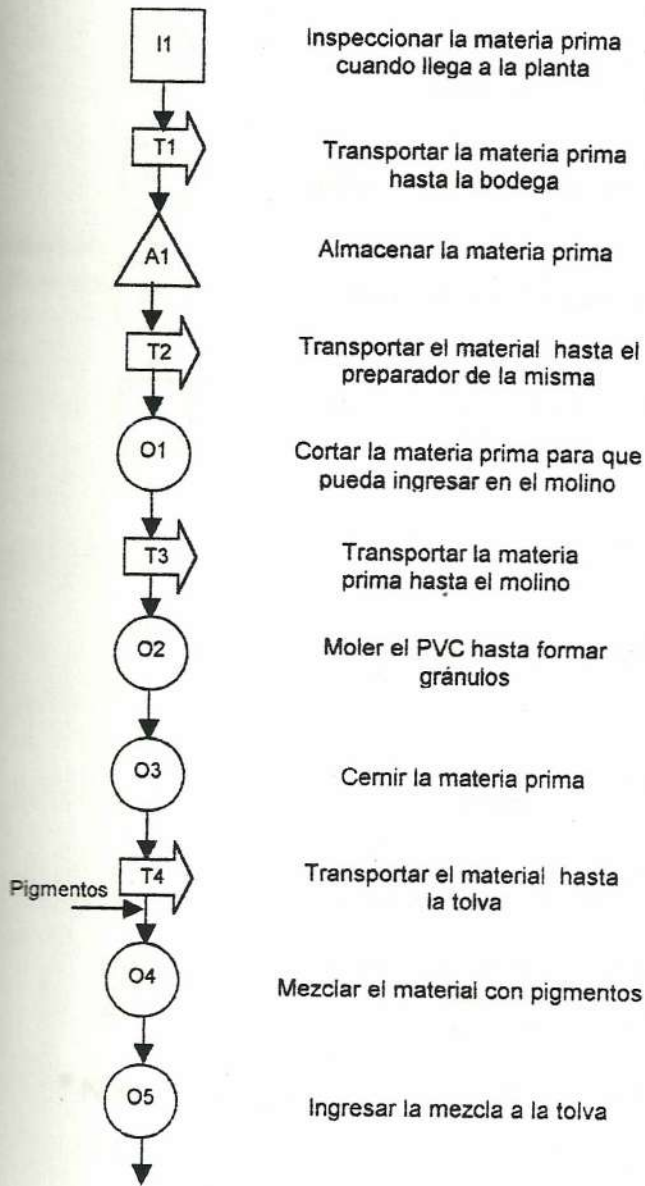 I1
Inspeccionar la materia prima
cuando llega a la planta
T1
Transportar la materia prima
hasta la bodega
A1
Almacenar la materia prima
T2
Transportar el material hasta el
preparador de la misma
O1
Cortar la materia prima para que
pueda ingresar en el molino
T3
Transportar la materia
prima hasta el molino
O2
Moler el PVC hasta formar
gránulos
O3
Cernir la materia prima
T4
Transportar el material hasta
la tolva
Pigmentos
O4
Mezclar el material con pigmentos
O5
Ingresar la mezcla a la tolva